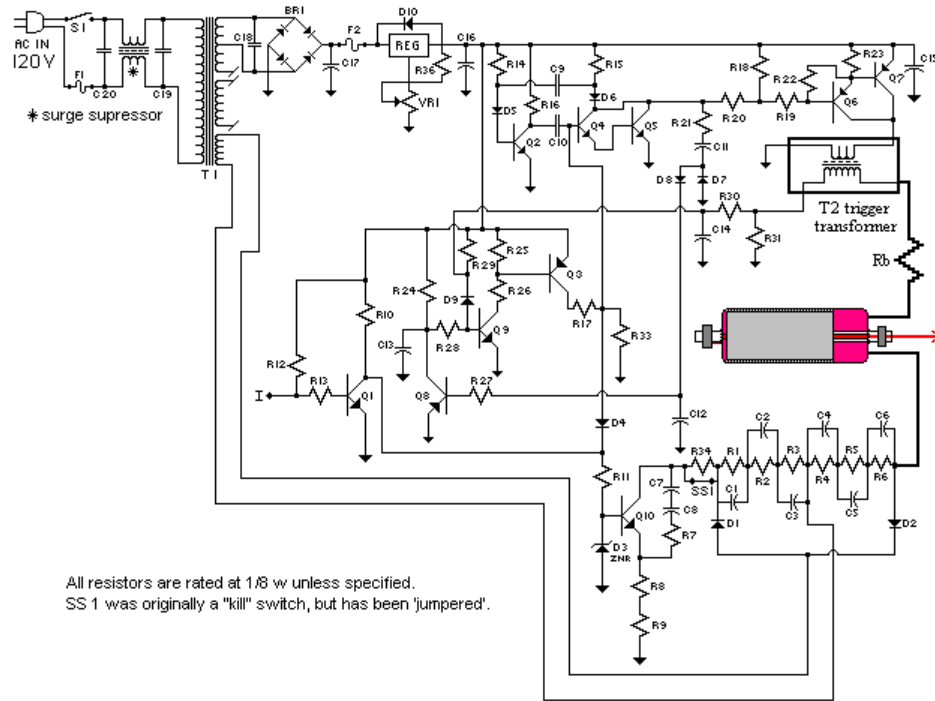 S1
AC IN
120V
F1
C20
C19
* surge supressor
T1
C18
BR1
F2
C17
D10
REG
R36
VR1
C16
R14
D5
C9
R16
Q2
C10
R15
D6
Q4
Q5
R21
C11
D8
D7
R20
R18
R19
R22
R23
Q6
Q7
C15
T2 trigger
transformer
Rb
R30
C14
R31
R29
R25
R24
D9
R26
Q3
R10
C13
R28
Q9
R17
R33
R12
I
R13
Q1
Q8
R27
C12
D4
R11
Q10
D3
ZNR
C7
C8
R7
R8
R9
R34
SS1
R1
C1
D1
C2
R2
R3
C3
C4
R4
R5
C5
C6
R6
D2
All resistors are rated at 1/8 w unless specified.
SS 1 was originally a "kill" switch, but has been 'jumpered'.